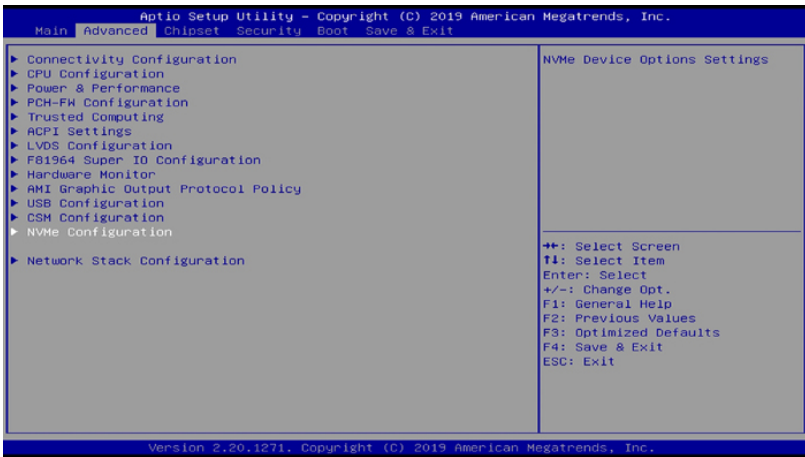 Aptio Setup Utility – Copyright (C) 2019 American Megatrends, Inc.
Main Advanced Chipset Security Boot Save & Exit
▶ Connectivity Configuration
▶ CPU Configuration
▶ Power & Performance
▶ PCH-FW Configuration
▶ Trusted Computing
▶ ACPI Settings
▶ LVDS Configuration
▶ F81964 Super IO Configuration
▶ Hardware Monitor
▶ AMI Graphic Output Protocol Policy
▶ USB Configuration
▶ CSM Configuration
▶ NVMe Configuration
▶ Network Stack Configuration
NVMe Device Options Settings
→←: Select Screen
↑↓: Select Item
Enter: Select
+/-: Change Opt.
F1: General Help
F2: Previous Values
F3: Optimized Defaults
F4: Save & Exit
ESC: Exit
Version 2.20.1271. Copyright (C) 2019 American Megatrends, Inc.